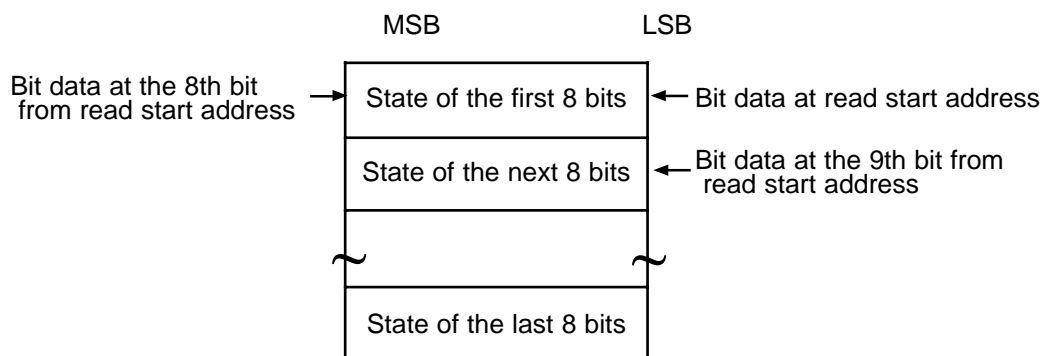 MSB LSB
Bit data at the 8th bit
from read start address
State of the first 8 bits
Bit data at read start address
State of the next 8 bits
Bit data at the 9th bit from
read start address
State of the last 8 bits